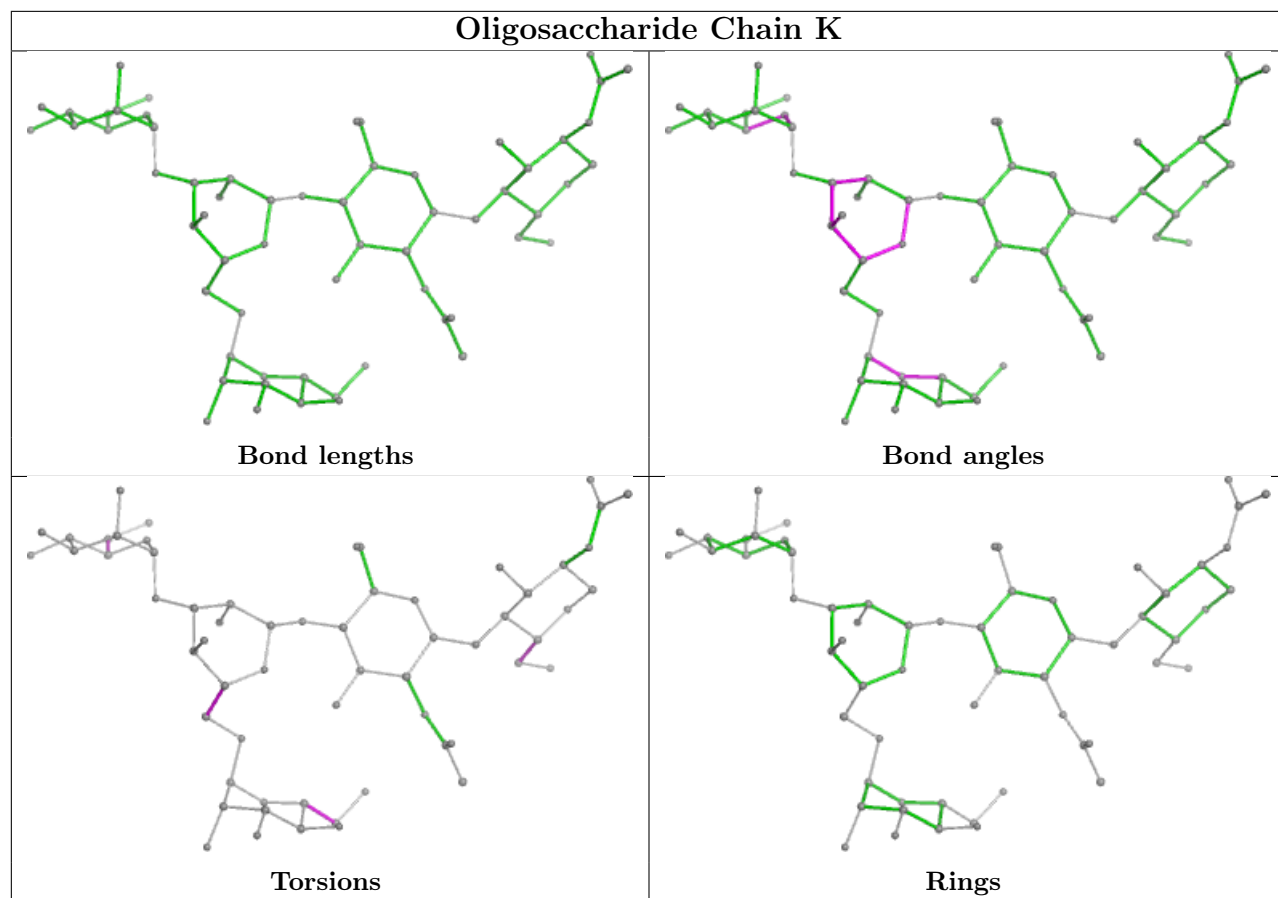 Oligosaccharide Chain K
Bond lengths
Bond angles
Torsions
Rings